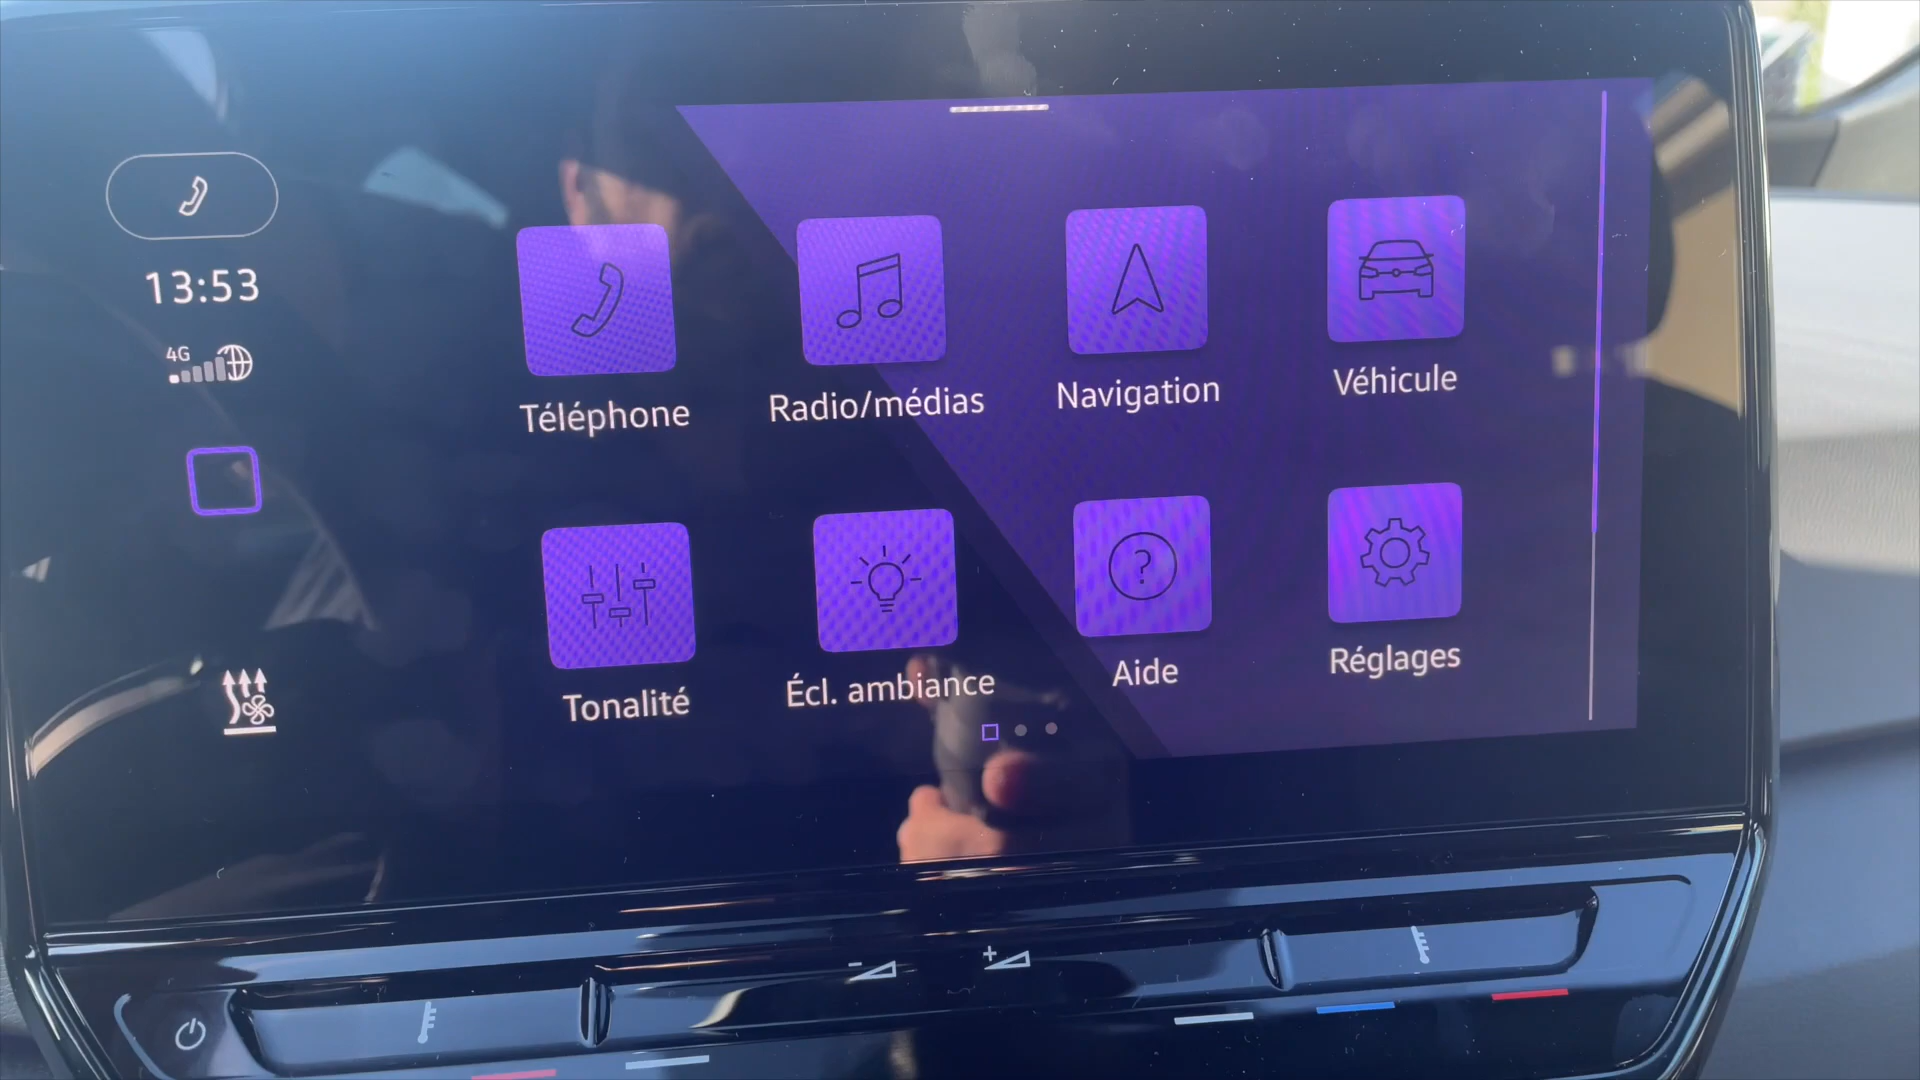 13:53
4G
Téléphone
Radio/médias
Navigation
Véhicule
Tonalité
Écl. ambiance
?
Aide
Réglages
- +